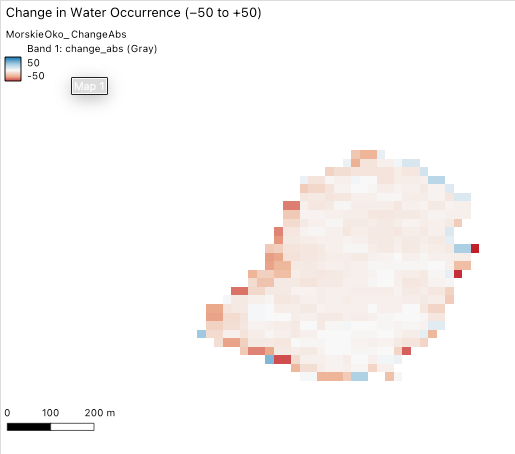 Change in Water Occurrence (−50 to +50)
MorskieOko_ChangeAbs
Band 1: change_abs (Gray)
50
-50
Map 1
0 100 200 m